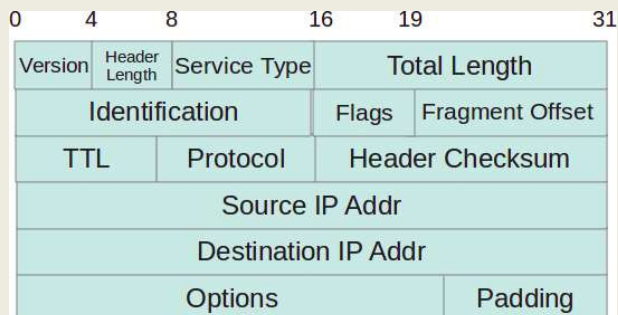 0 4 8 16 19 31
Version Header Length Service Type Total Length
Identification Flags Fragment Offset
TTL Protocol Header Checksum
Source IP Addr
Destination IP Addr
Options Padding